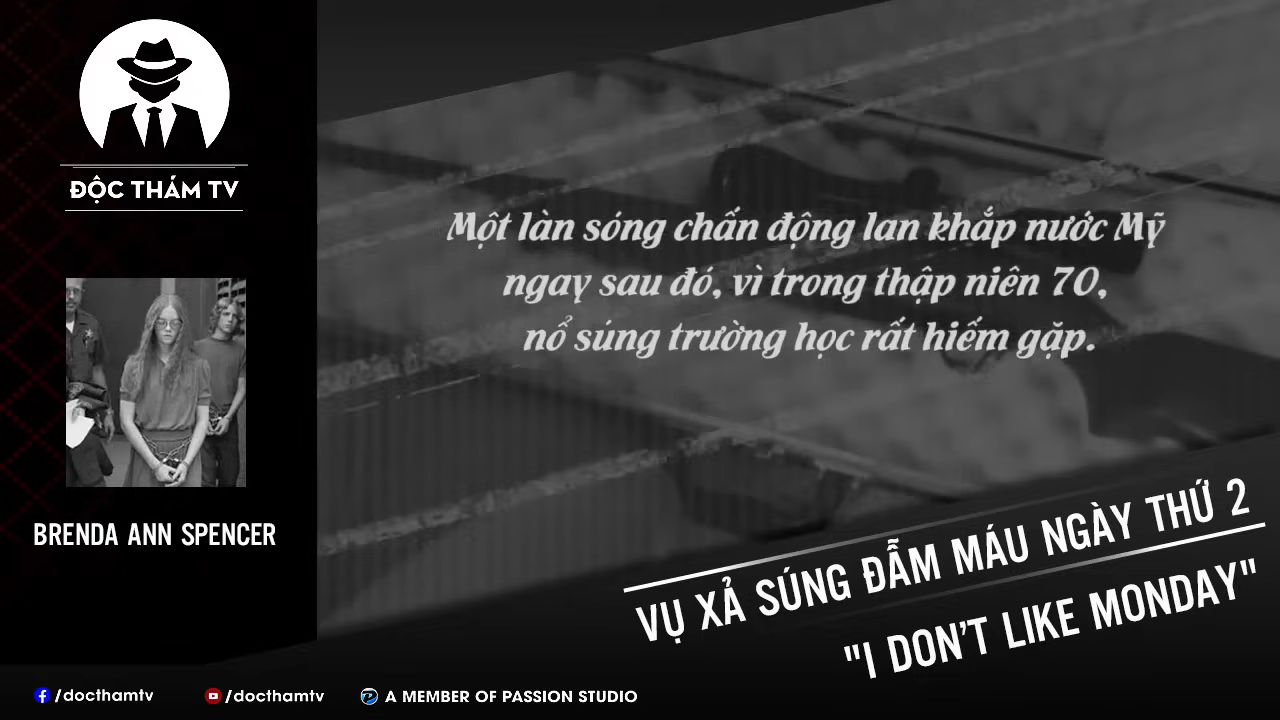 ĐỘC THÁM TV
BRENDA ANN SPENCER
Một làn sóng chấn động lan khắp nước Mỹ
ngay sau đó, vì trong thập niên 70,
nổ súng trường học rất hiếm gặp.
VỤ XẢ SÚNG ĐẪM MÁU NGÀY THỨ 2
"I DON'T LIKE MONDAY"
/docthamtv
/docthamtv
A MEMBER OF PASSION STUDIO